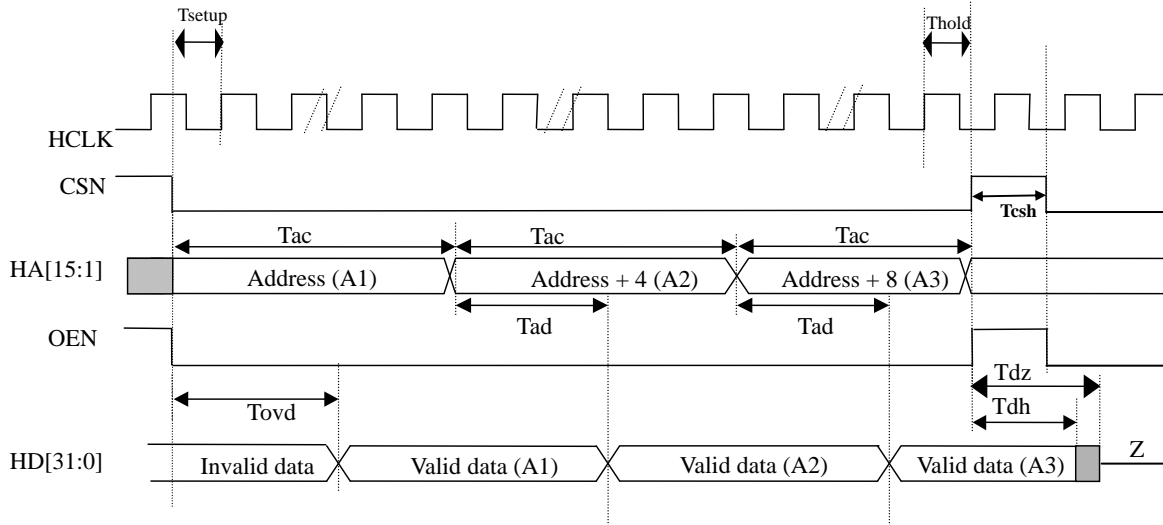 Tsetup
Thold
HCLK
CSN
Tcsh
Tac Tac Tac
HA[15:1] Address (A1) Address + 4 (A2) Address + 8 (A3)
Tad Tad
OEN
Tdz
Tovd Tdh
HD[31:0] Invalid data Valid data (A1) Valid data (A2) Valid data (A3) Z